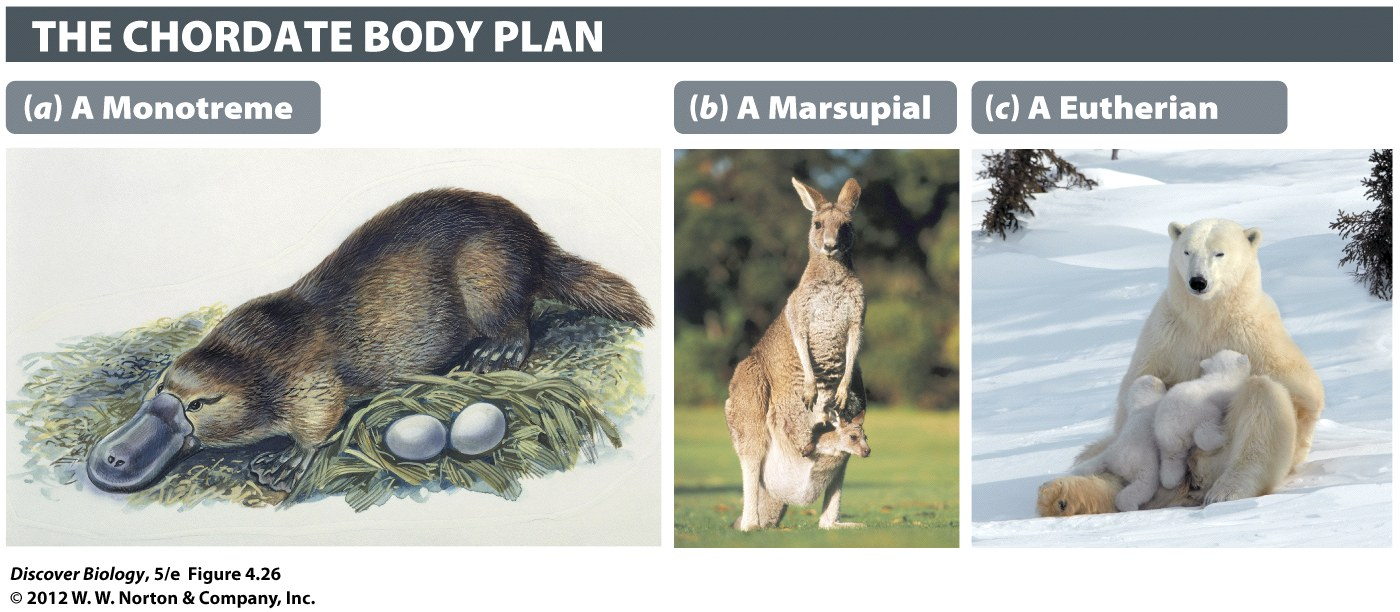 THE CHORDATE BODY PLAN
(a) A Monotreme
(b) A Marsupial
(c) A Eutherian
Discover Biology, 5/e Figure 4.26
© 2012 W. W. Norton & Company, Inc.